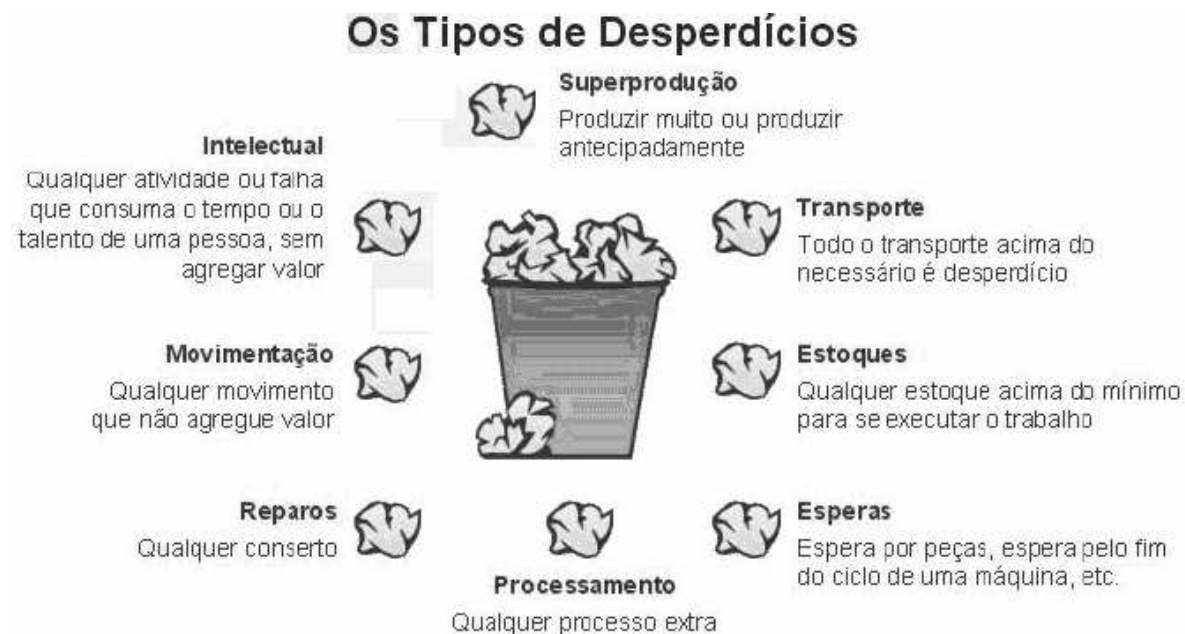 Os Tipos de Desperdícios
Superprodução
Produzir muito ou produzir
antecipadamente
Intelectual
Qualquer atividade ou falha
que consuma o tempo ou o
talento de uma pessoa, sem
agregar valor
Transporte
Todo o transporte acima do
necessário é desperdício
Movimentação
Qualquer movimento
que não agregue valor
Estoques
Qualquer estoque acima do mínimo
para se executar o trabalho
Reparos
Qualquer conserto
Processamento
Qualquer processo extra
Esperas
Espera por peças, espera pelo fim
do ciclo de uma máquina, etc.